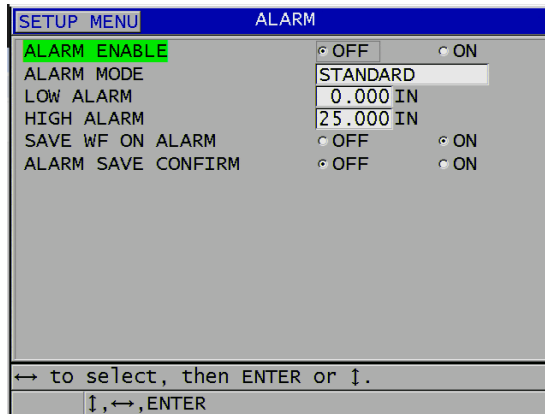 SETUP MENU ALARM
ALARM ENABLE OFF ON
ALARM MODE STANDARD
LOW ALARM 0.000 IN
HIGH ALARM 25.000 IN
SAVE WF ON ALARM OFF ON
ALARM SAVE CONFIRM OFF ON
↔ to select, then ENTER or ↕.
↕,↔,ENTER